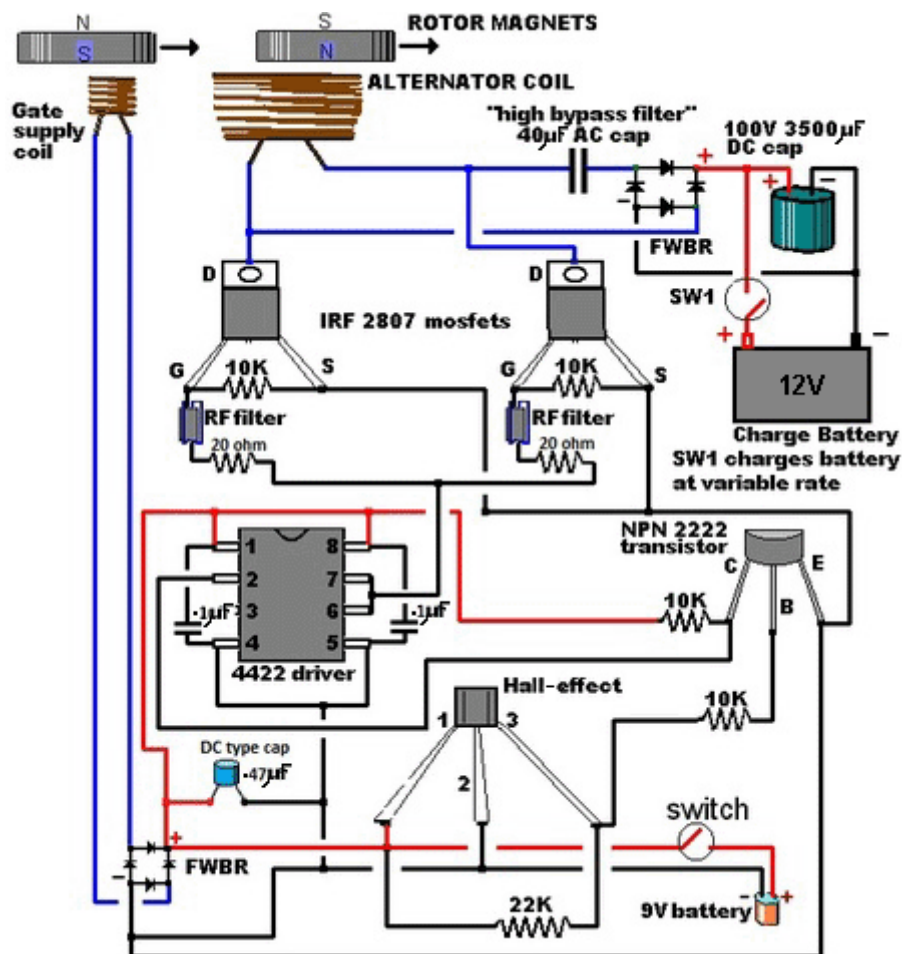 N
S
S
N
ROTOR MAGNETS
ALTERNATOR COIL
Gate
supply
coil
"high bypass filter"
40µF AC cap
100V 3500µF
DC cap
+
+
−
−
FWBR
SW1
+
−
12V
Charge Battery
SW1 charges battery
at variable rate
D
D
IRF 2807 mosfets
G
10K
S
G
10K
S
RF filter
20 ohm
RF filter
20 ohm
NPN 2222
transistor
C
E
B
1
8
2
7
3
6
4
5
.1µF
.1µF
4422 driver
10K
Hall-effect
1
3
2
10K
DC type cap
.47µF
switch
+
−
FWBR
22K
9V battery
-
+